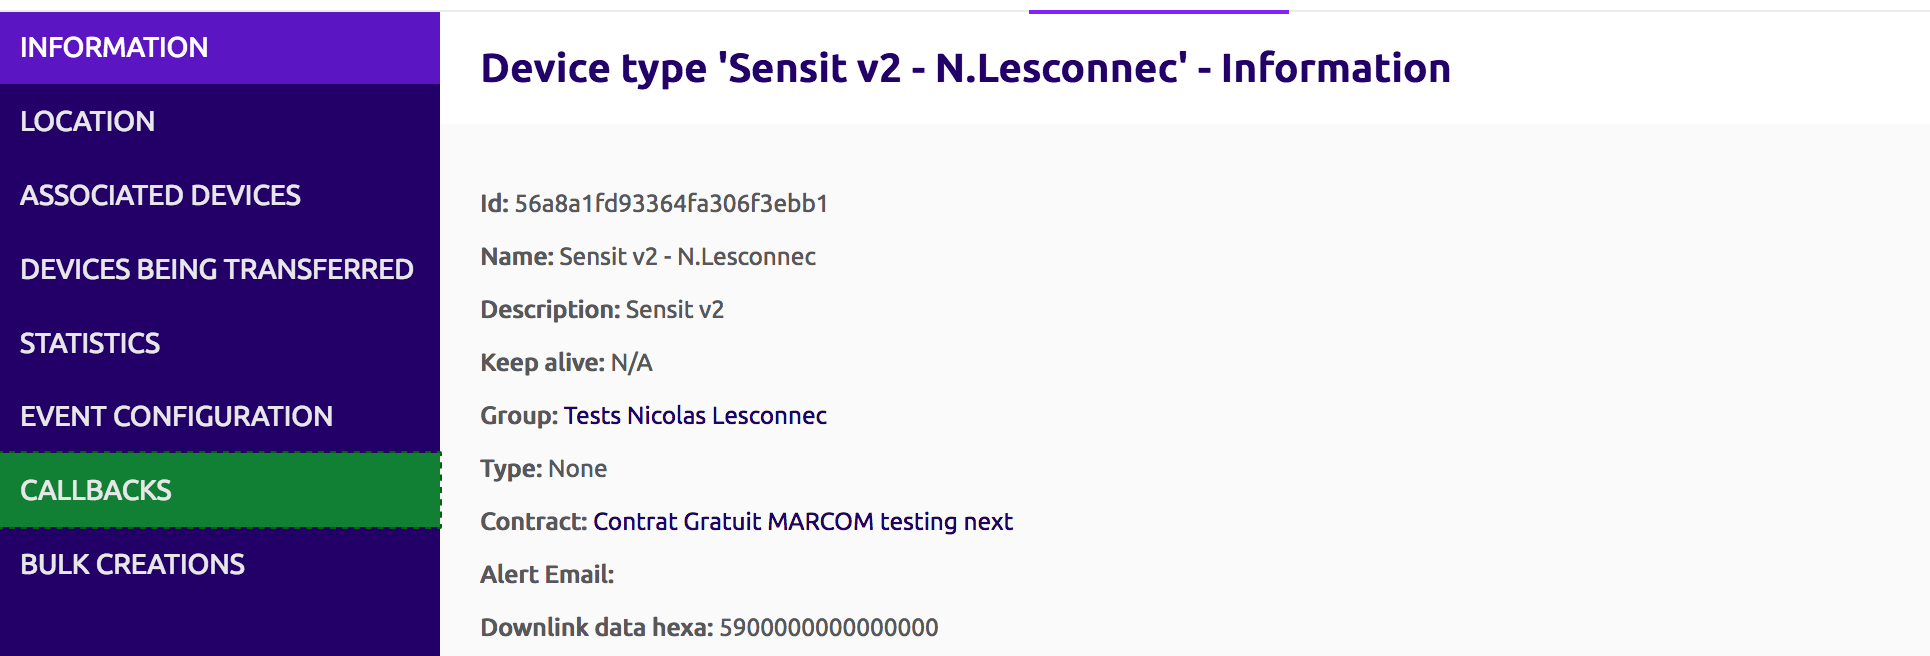 INFORMATION
LOCATION
ASSOCIATED DEVICES
DEVICES BEING TRANSFERRED
STATISTICS
EVENT CONFIGURATION
CALLBACKS
BULK CREATIONS
Device type 'Sensit v2 - N.Lesconnec' - Information
Id: 56a8a1fd93364fa306f3ebb1
Name: Sensit v2 - N.Lesconnec
Description: Sensit v2
Keep alive: N/A
Group: Tests Nicolas Lesconnec
Type: None
Contract: Contrat Gratuit MARCOM testing next
Alert Email:
Downlink data hexa: 5900000000000000